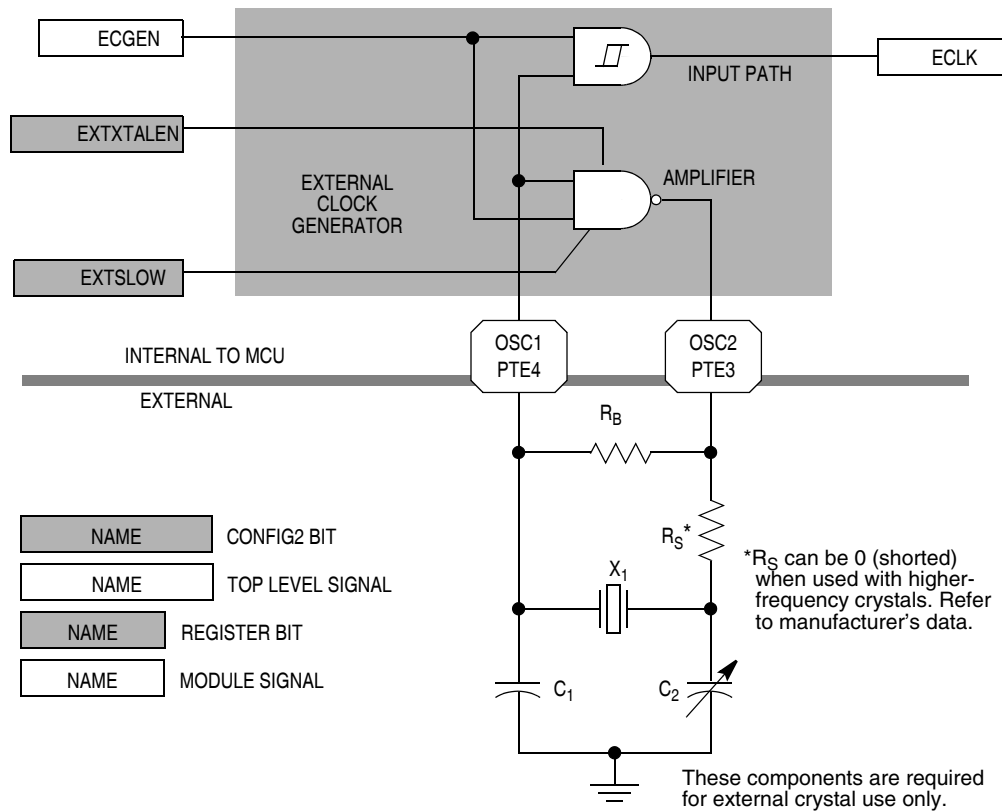 ECGEN
ECLK
INPUT PATH
EXTXTALEN
AMPLIFIER
EXTERNAL
CLOCK
GENERATOR
EXTSLOW
OSC1
PTE4
OSC2
PTE3
INTERNAL TO MCU
EXTERNAL
RB
RS*
X1
*RS can be 0 (shorted)
when used with higher-
frequency crystals. Refer
to manufacturer's data.
NAME CONFIG2 BIT
NAME TOP LEVEL SIGNAL
NAME REGISTER BIT
NAME MODULE SIGNAL
C1
C2
These components are required
for external crystal use only.